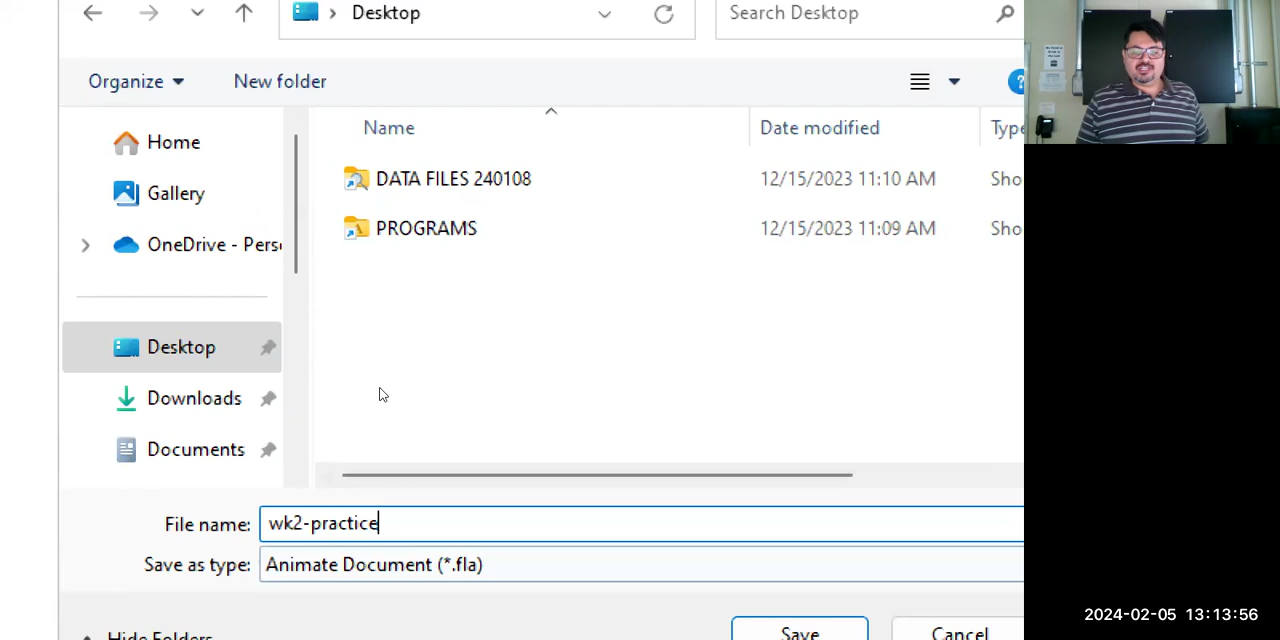 Desktop
Search Desktop
Organize
New folder
Name
Date modified
Type
Home
DATA FILES 240108
12/15/2023 11:10 AM
Sho
Gallery
PROGRAMS
12/15/2023 11:09 AM
Sho
OneDrive - Pers
Desktop
Downloads
Documents
File name:
wk2-practice
Save as type:
Animate Document (*.fla)
Hide Folders
Save
Cancel
2024-02-05 13:13:56